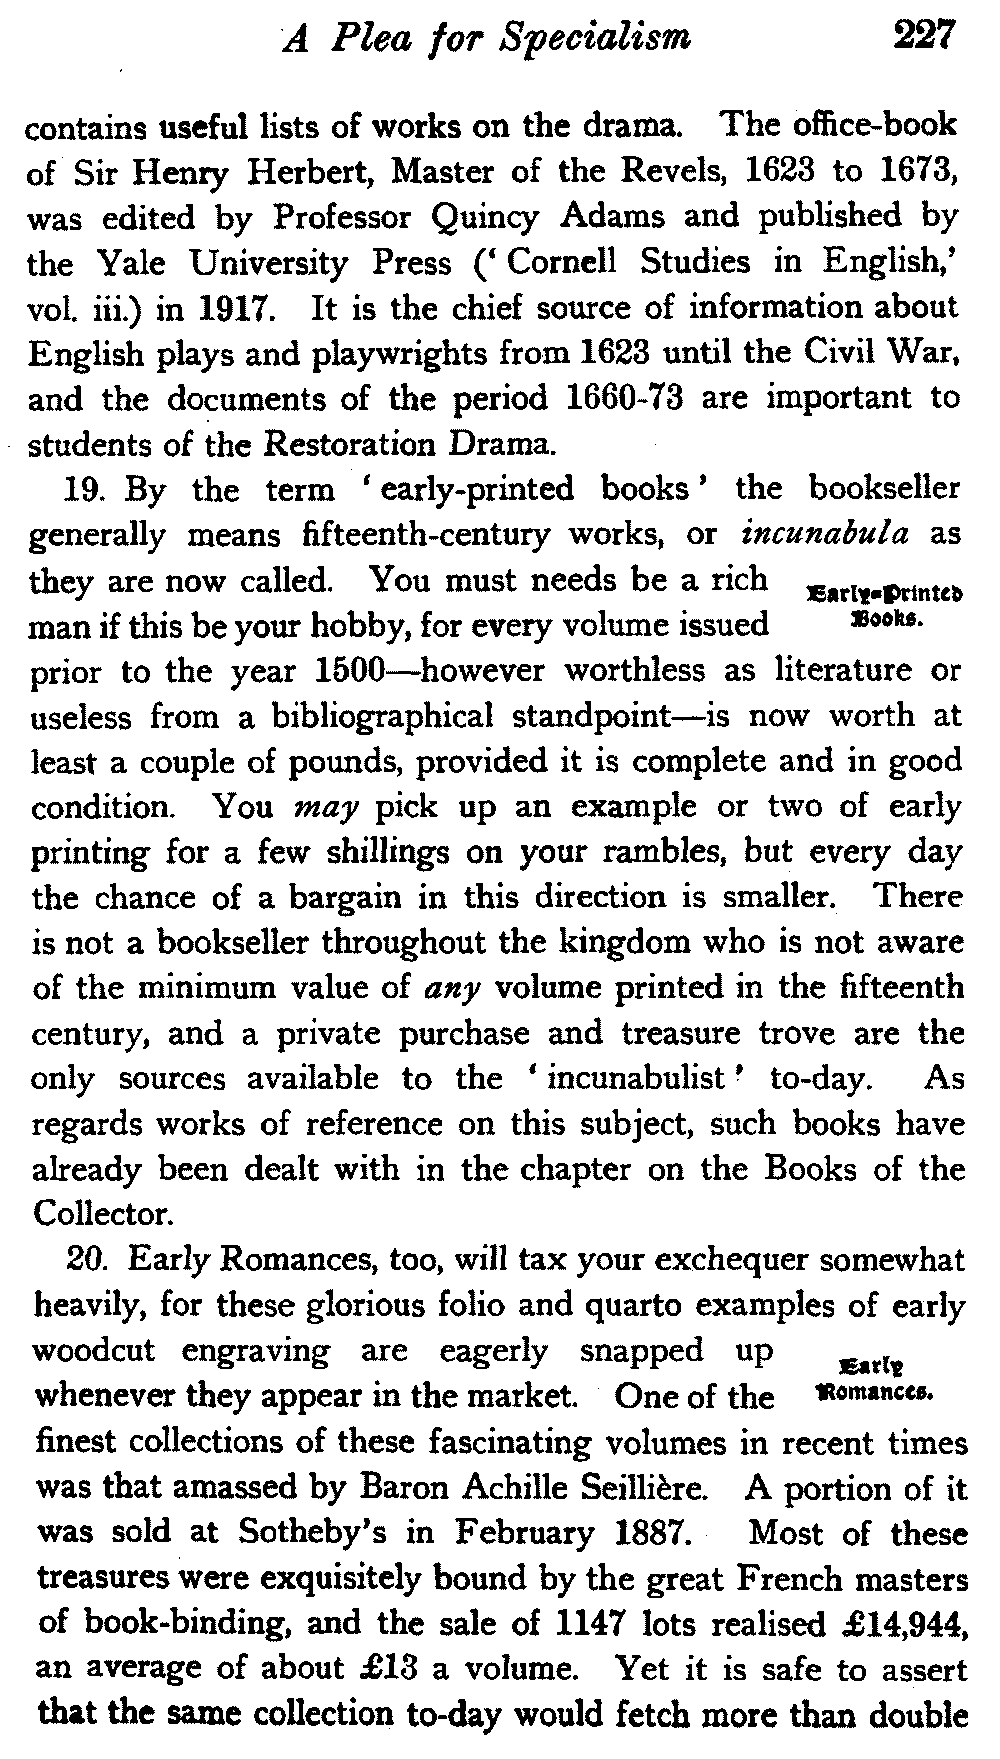 A Plea for Specialism 227
contains useful lists of works on the drama. The office-book
of Sir Henry Herbert, Master of the Revels, 1623 to 1673,
was edited by Professor Quincy Adams and published by
the Yale University Press (‘ Cornell Studies in English,’
vol. iii.) in 1917. It is the chief source of information about
English plays and playwrights from 1623 until the Civil War,
and the documents of the period 1660-73 are important to
students of the Restoration Drama.
19. By the term ‘ early-printed books ’ the bookseller
generally means fifteenth-century works, or incunabula as
they are now called. You must needs be a rich
man if this be your hobby, for every volume issued
Early-Printed
Books.
prior to the year 1500—however worthless as literature or
useless from a bibliographical standpoint—is now worth at
least a couple of pounds, provided it is complete and in good
condition. You may pick up an example or two of early
printing for a few shillings on your rambles, but every day
the chance of a bargain in this direction is smaller. There
is not a bookseller throughout the kingdom who is not aware
of the minimum value of any volume printed in the fifteenth
century, and a private purchase and treasure trove are the
only sources available to the ‘ incunabulist ’ to-day. As
regards works of reference on this subject, such books have
already been dealt with in the chapter on the Books of the
Collector.
20. Early Romances, too, will tax your exchequer somewhat
heavily, for these glorious folio and quarto examples of early
woodcut engraving are eagerly snapped up
whenever they appear in the market. One of the
Early
Romances.
finest collections of these fascinating volumes in recent times
was that amassed by Baron Achille Seillière. A portion of it
was sold at Sotheby’s in February 1887. Most of these
treasures were exquisitely bound by the great French masters
of book-binding, and the sale of 1147 lots realised £14,944,
an average of about £13 a volume. Yet it is safe to assert
that the same collection to-day would fetch more than double